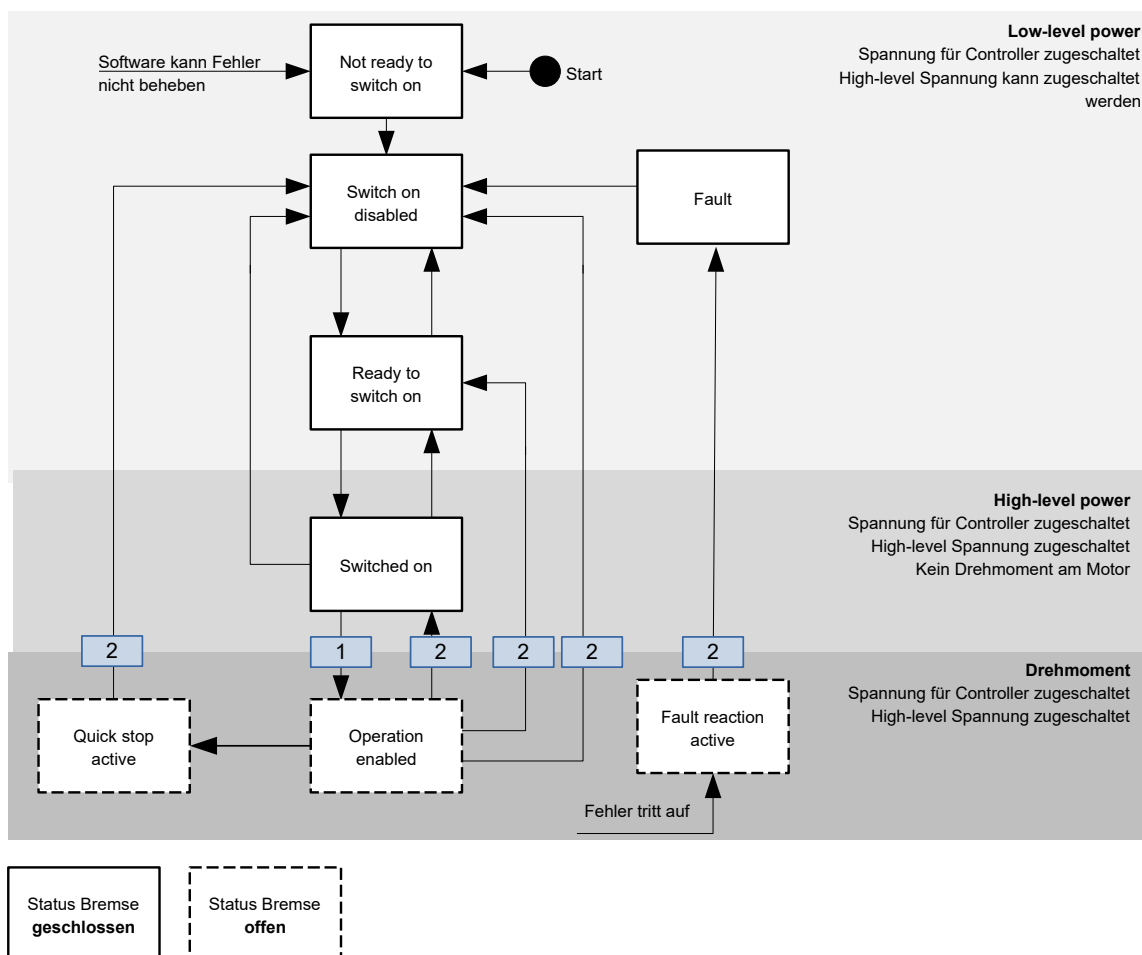 Low-level power
Spannung für Controller zugeschaltet
High-level Spannung kann zugeschaltet
werden
Software kann Fehler
nicht beheben
Not ready to
switch on
Start
Switch on
disabled
Fault
Ready to
switch on
High-level power
Spannung für Controller zugeschaltet
High-level Spannung zugeschaltet
Kein Drehmoment am Motor
Switched on
2
1
2
2
2
2
Drehmoment
Spannung für Controller zugeschaltet
High-level Spannung zugeschaltet
Quick stop
active
Operation
enabled
Fault reaction
active
Fehler tritt auf
Status Bremse
geschlossen
Status Bremse
offen